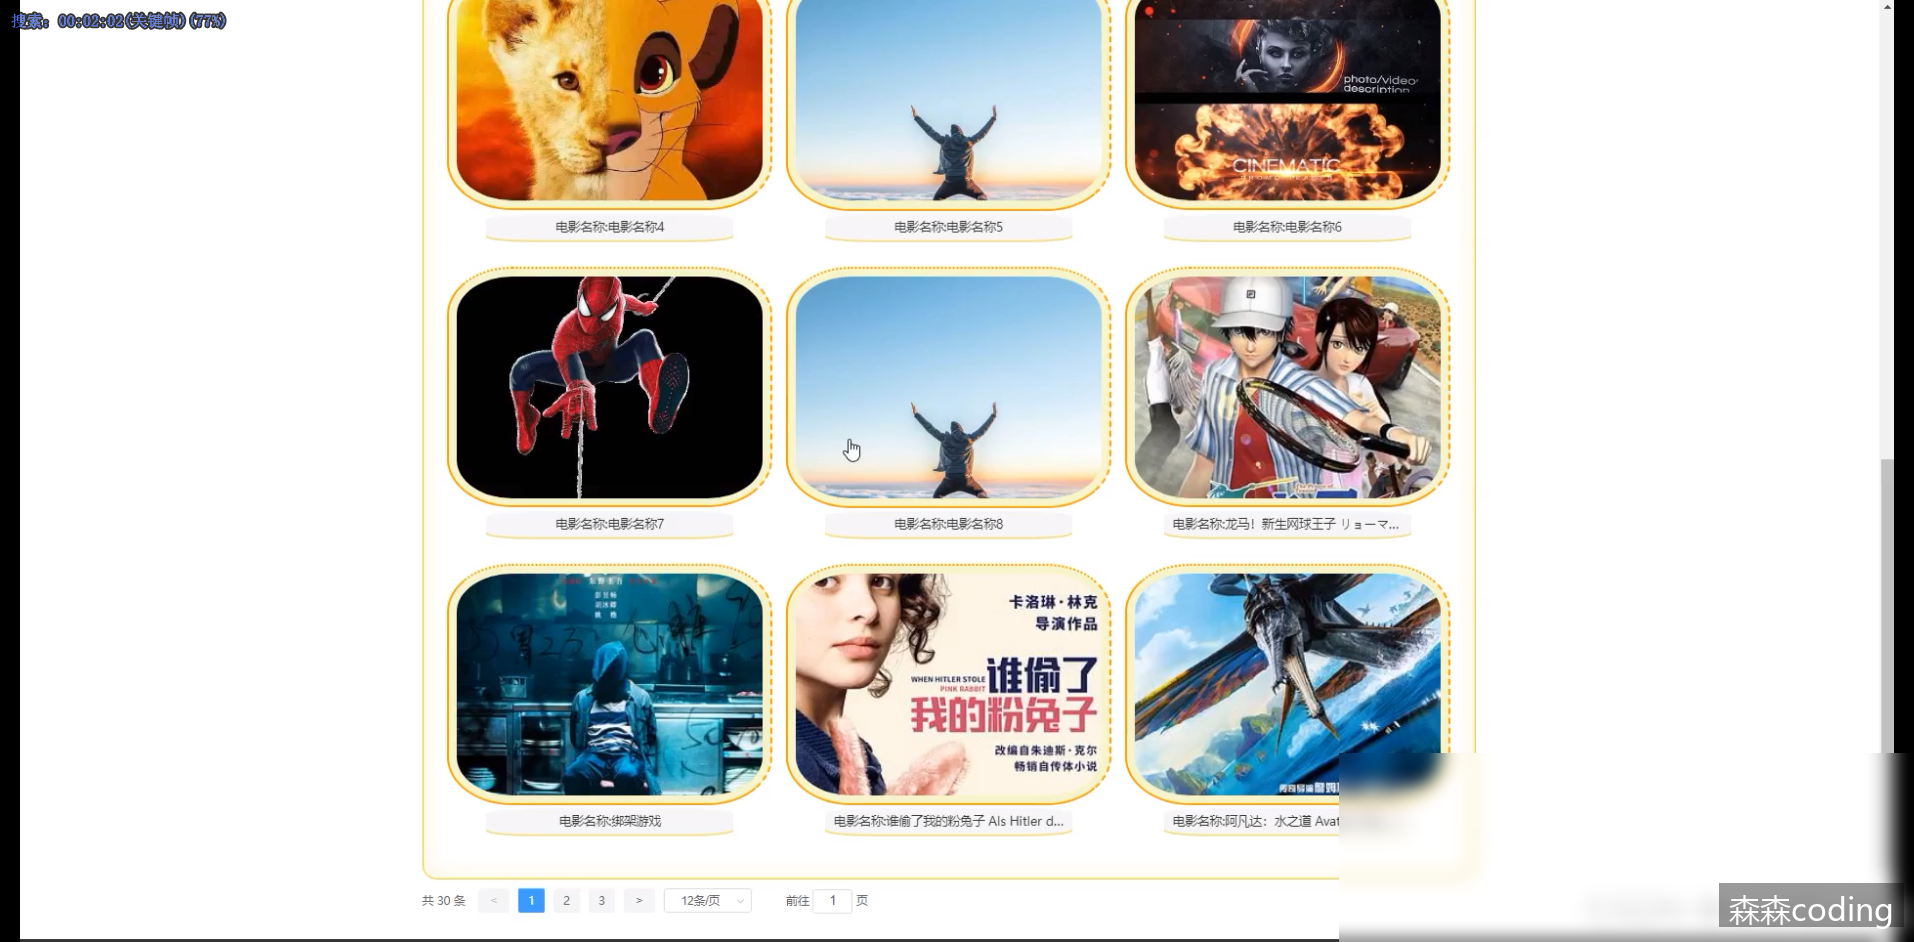 搜索: 00:02:02(关键帧)(77%)
photo/video
description
CINEMATIC
电影名称:电影名称4
电影名称:电影名称5
电影名称:电影名称6
电影名称:电影名称7
电影名称:电影名称8
电影名称:龙马！新生网球王子 リョーマ...
卡洛琳·林克
导演作品
WHEN HITLER STOLE
PINK RABBIT
谁偷了
我的粉兔子
改编自朱迪斯·克尔
畅销自传体小说
电影名称:绑架游戏
电影名称:谁偷了我的粉兔子 Als Hitler d...
电影名称:阿凡达：水之道 Avat
共 30 条 < 1 2 3 > 12条/页 前往 1 页
森森coding